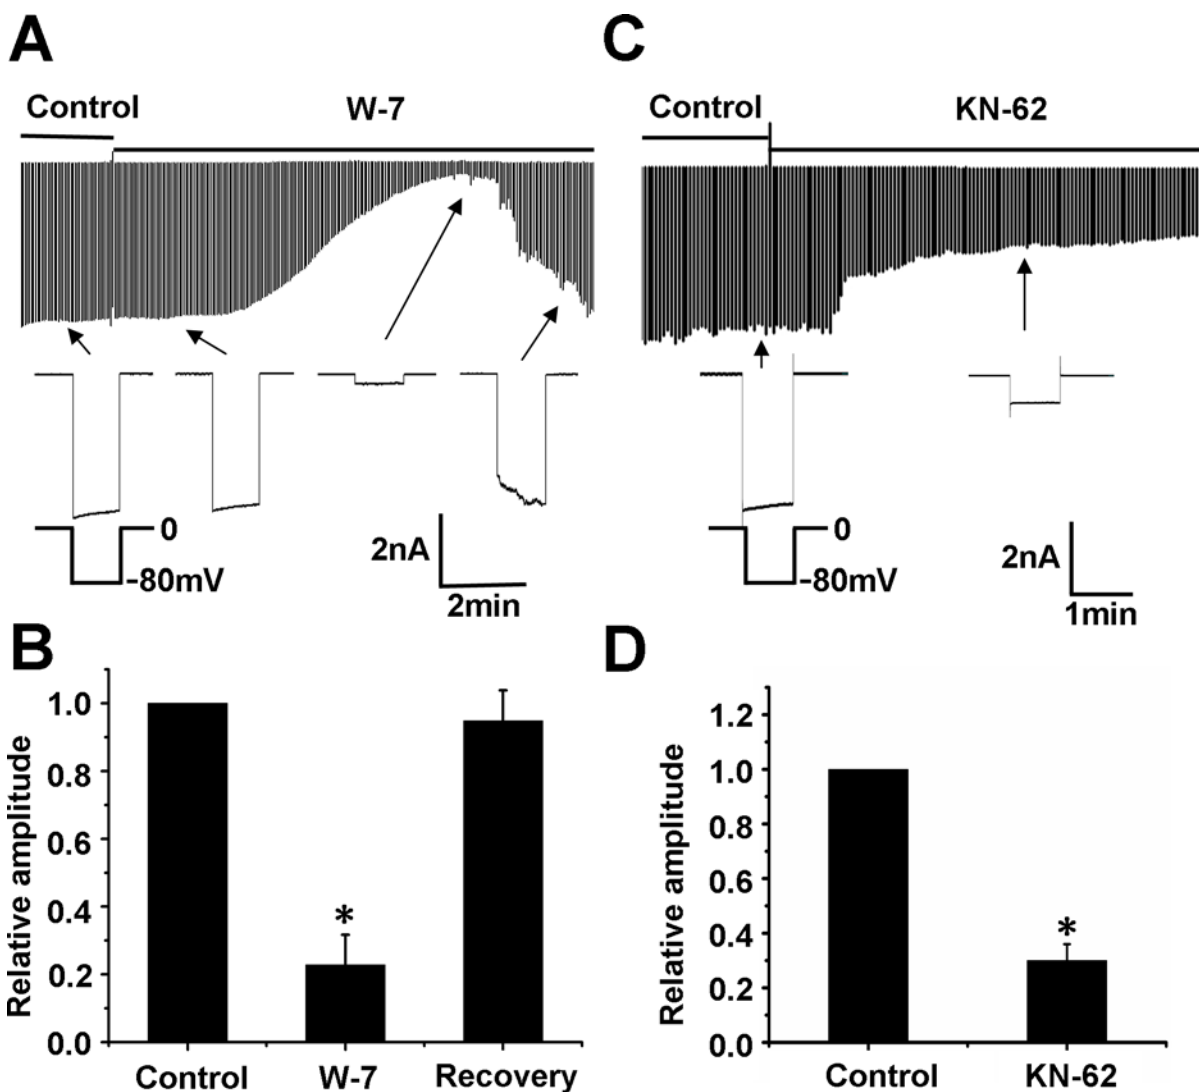 A
Control
W-7
0
-80mV
2nA
2min
B
Relative amplitude
1.0
0.8
0.6
0.4
0.2
0.0
*
Control
W-7
Recovery
C
Control
KN-62
0
-80mV
2nA
1min
D
Relative amplitude
1.2
1.0
0.8
0.6
0.4
0.2
0.0
*
Control
KN-62